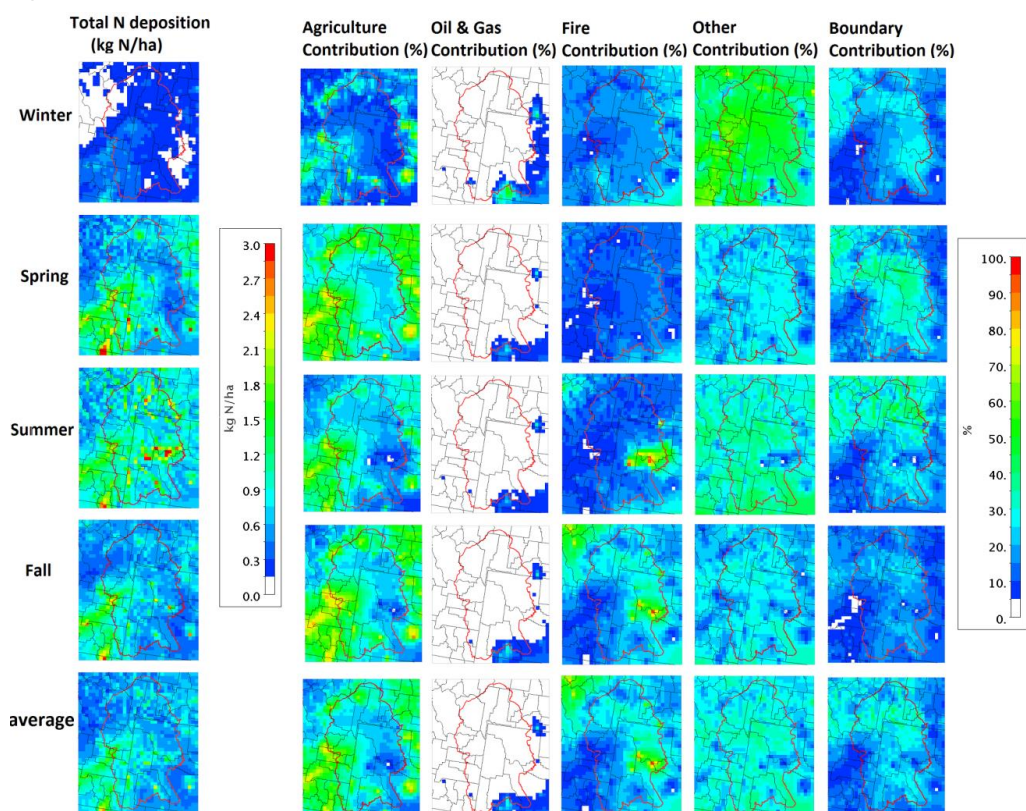 Total N deposition
(kg N/ha)
Agriculture
Contribution (%)
Oil & Gas
Contribution (%)
Fire
Contribution (%)
Other
Contribution (%)
Boundary
Contribution (%)
Winter
Spring
Summer
Fall
average
3.0
2.7
2.4
2.1
1.8
1.5
1.2
0.9
0.6
0.3
0.0
kg N/ha
100.
90.
80.
70.
60.
50.
40.
30.
20.
10.
0.
%